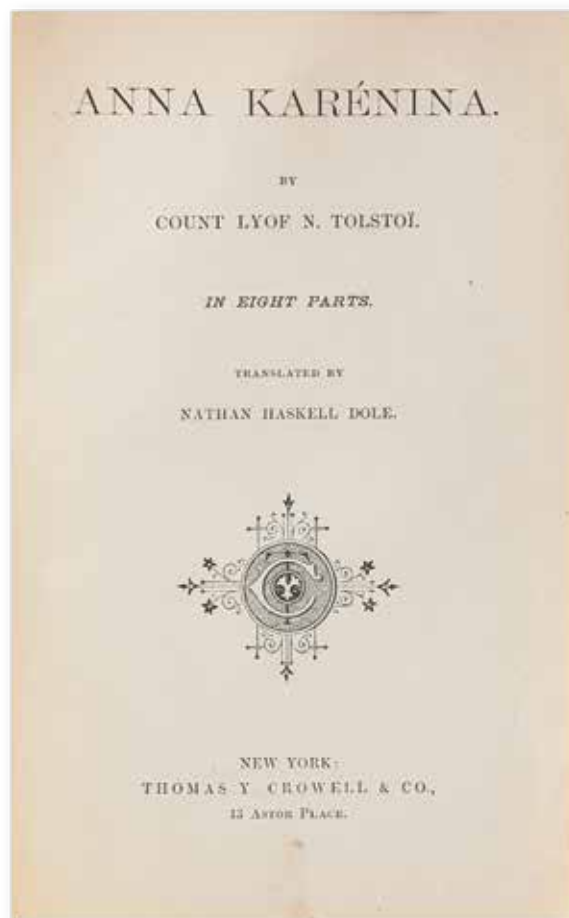 ANNA KARÉNINA.
BY
COUNT LYOF N. TOLSTOÏ.
IN EIGHT PARTS.
TRANSLATED BY
NATHAN HASKELL DOLE.
NEW YORK:
THOMAS Y. CROWELL & CO.,
13 ASTOR PLACE.